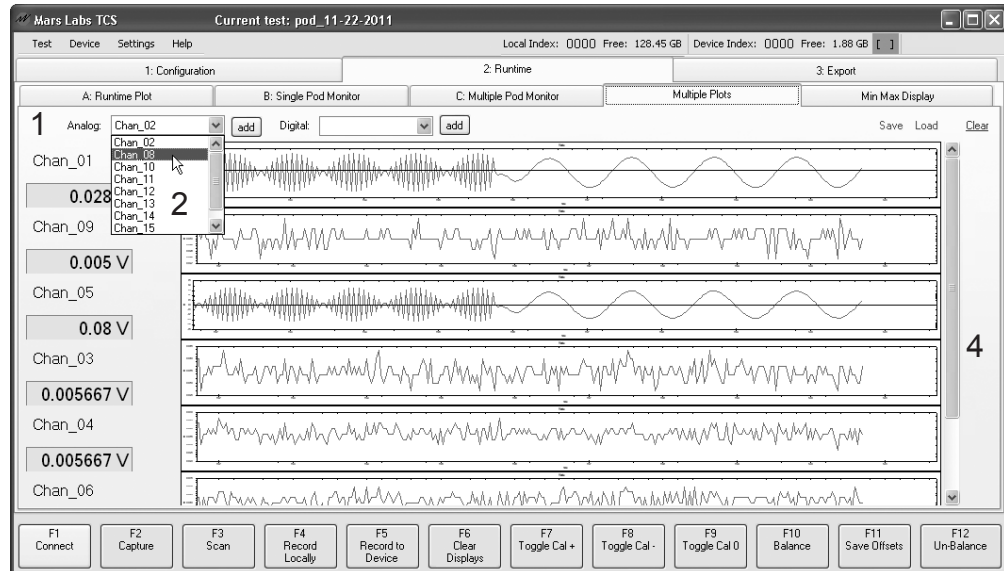 Mars Labs TCS Current test: pod_11-22-2011
Test Device Settings Help Local Index: 0000 Free: 128.45 GB Device Index: 0000 Free: 1.88 GB [ ]
1: Configuration 2: Runtime 3: Export
A: Runtime Plot B: Single Pod Monitor C: Multiple Pod Monitor Multiple Plots Min Max Display
1 Analog: Chan_02 add Digital: add Save Load Clear
Chan_02
Chan_08
Chan_10
Chan_11
Chan_12
Chan_13
Chan_14
Chan_15
2
Chan_01
0.028
Chan_09
0.005 V
Chan_05
0.08 V
Chan_03
0.005667 V
4
Chan_04
0.005667 V
Chan_06
F1 Connect
F2 Capture
F3 Scan
F4 Record Locally
F5 Record to Device
F6 Clear Displays
F7 Toggle Cal +
F8 Toggle Cal -
F9 Toggle Cal 0
F10 Balance
F11 Save Offsets
F12 Un-Balance